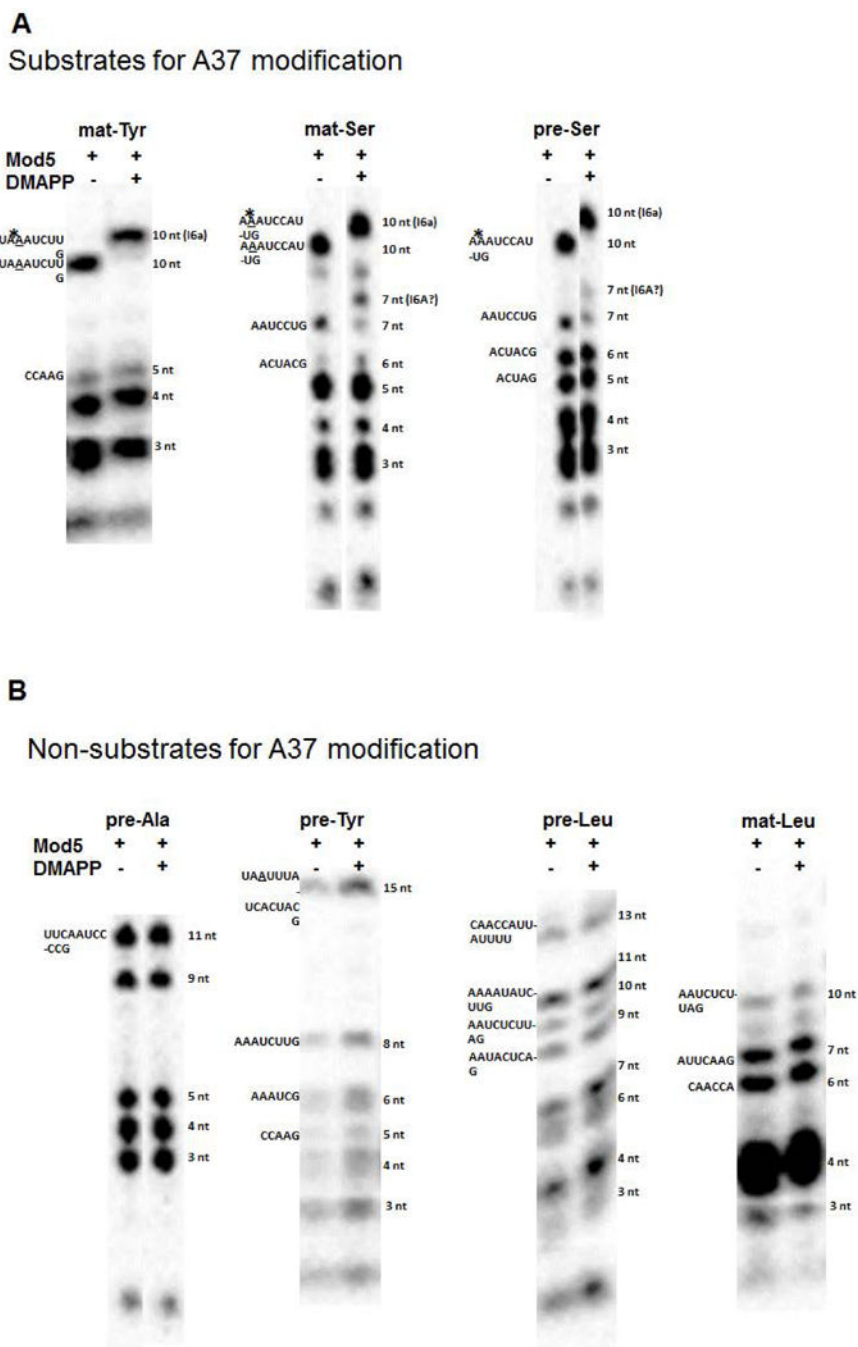 A
Substrates for A37 modification
mat-Tyr
Mod5 + +
DMAPP - +
*
UAAAUCUU
G
UAAAUCUU
G
CCAAG
10 nt (I6a)
10 nt
5 nt
4 nt
3 nt
mat-Ser
+ +
- +
*
AAAUCCAU
-UG
AAAUCCAU
-UG
AAUCCUG
ACUACG
10 nt (I6a)
10 nt
7 nt (I6A?)
7 nt
6 nt
5 nt
4 nt
3 nt
pre-Ser
+ +
- +
*
AAAUCCAU
-UG
AAUCCUG
ACUACG
ACUAG
10 nt (I6a)
10 nt
7 nt (I6A?)
7 nt
6 nt
5 nt
4 nt
3 nt
B
Non-substrates for A37 modification
pre-Ala
Mod5 + +
DMAPP - +
UUCAAUCC
-CCG
11 nt
9 nt
5 nt
4 nt
3 nt
pre-Tyr
+ +
- +
UAAUUUA
-
UCACUACG
G
AAAUCUUG
AAAUCG
CCAAG
15 nt
8 nt
6 nt
5 nt
4 nt
3 nt
pre-Leu
+ +
- +
CAACCAUU-
AUUUU
AAAAUAUC-
UUG
AAUCUCUU-
AG
AAUACUCA-
G
13 nt
11 nt
10 nt
9 nt
7 nt
6 nt
4 nt
3 nt
mat-Leu
+ +
- +
AAUCUCU-
UAG
AUUCAAG
CAACCA
10 nt
7 nt
6 nt
4 nt
3 nt